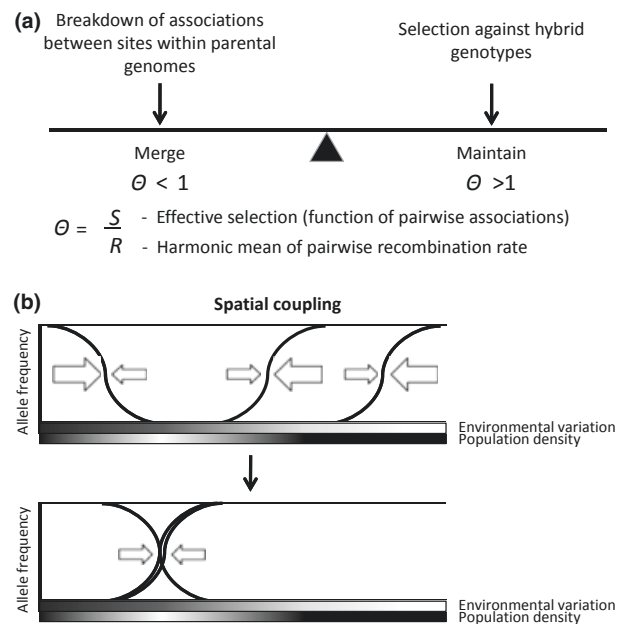 (a)
Breakdown of associations
between sites within parental
genomes
Selection against hybrid
genotypes
Merge
Maintain
Θ < 1
Θ >1
Θ = S/R
- Effective selection (function of pairwise associations)
- Harmonic mean of pairwise recombination rate
(b)
Spatial coupling
Allele frequency
Environmental variation
Population density
Allele frequency
Environmental variation
Population density